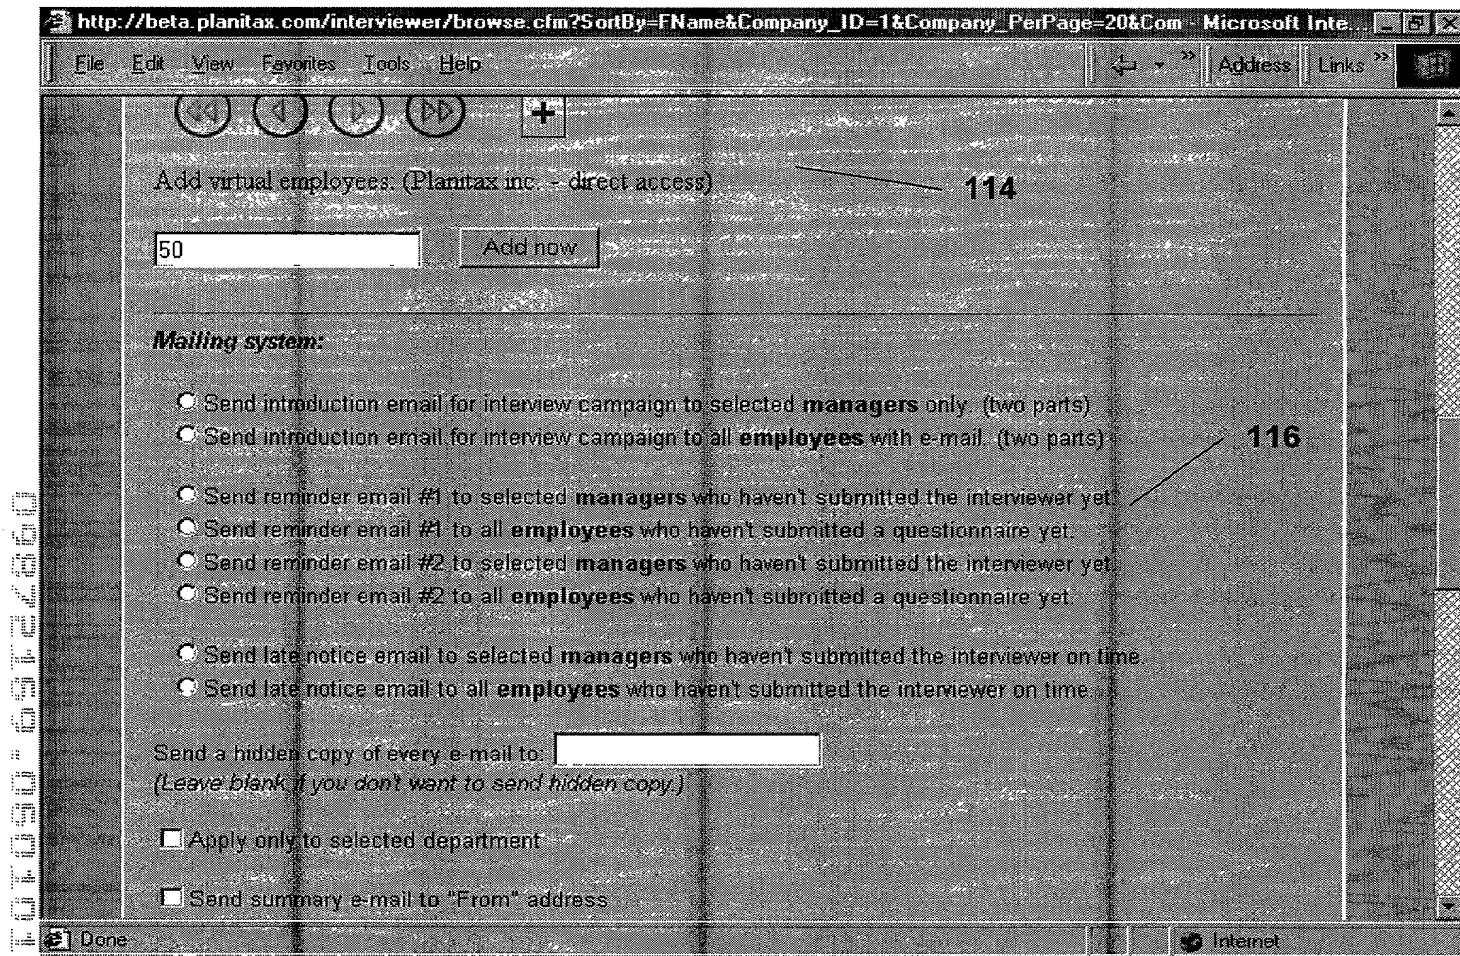 http://beta.planitax.com/interviewer/browse.cfm?SortBy=FName&Company_ID=1&Company_PerPage=20&Com - Microsoft Inte...
File Edit View Favorites Tools Help » Address Links »
+
Add virtual employees: (Planitax inc. - direct access)
114
50 Add now
Mailing system:
Send introduction email for interview campaign to selected managers only. (two parts)
Send introduction email for interview campaign to all employees with e-mail. (two parts)
116
Send reminder email #1 to selected managers who haven't submitted the interviewer yet.
Send reminder email #1 to all employees who haven't submitted a questionnaire yet.
Send reminder email #2 to selected managers who haven't submitted the interviewer yet.
Send reminder email #2 to all employees who haven't submitted a questionnaire yet.
Send late notice email to selected managers who haven't submitted the interviewer on time.
Send late notice email to all employees who haven't submitted the interviewer on time
Send a hidden copy of every e-mail to:
(Leave blank if you don't want to send hidden copy.)
Apply only to selected department
Send summary e-mail to "From" address
Done Internet